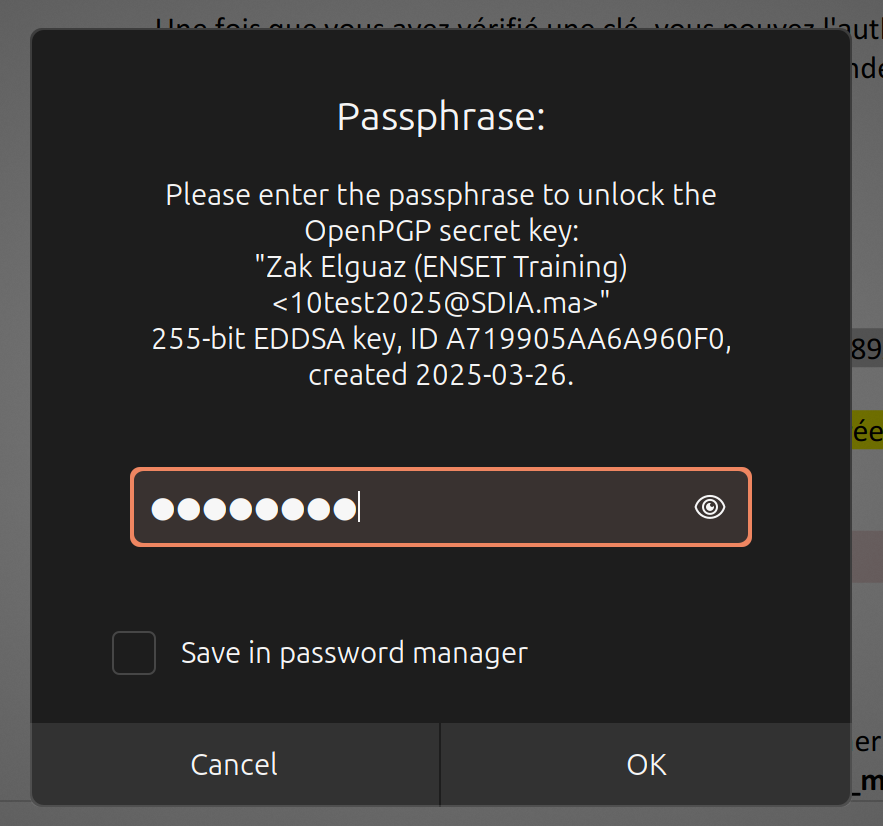 Une fois que vous avez vérifié une clé, vous pouvez l'aut
nde
Passphrase:
Please enter the passphrase to unlock the
OpenPGP secret key:
"Zak Elguaz (ENSET Training)
<10test2025@SDIA.ma>"
255-bit EDDSA key, ID A719905AA6A960F0,
created 2025-03-26.
89
ée
●●●●●●●●
Save in password manager
er
Cancel
OK
_m